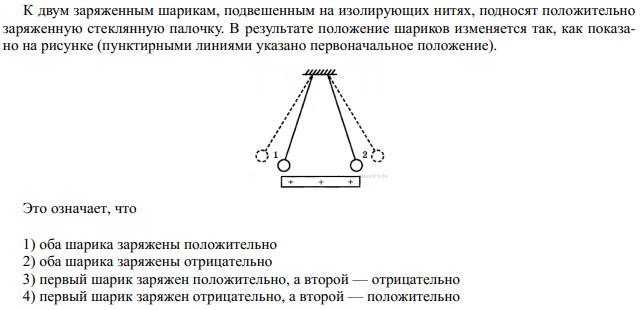 К двум заряженным шарикам, подвешенным на изолирующих нитях, подносят положительно
заряженную стеклянную палочку. В результате положение шариков изменяется так, как показа-
но на рисунке (пунктирными линиями указано первоначальное положение).
1 2
+ + +
Это означает, что
1) оба шарика заряжены положительно
2) оба шарика заряжены отрицательно
3) первый шарик заряжен положительно, а второй — отрицательно
4) первый шарик заряжен отрицательно, а второй — положительно